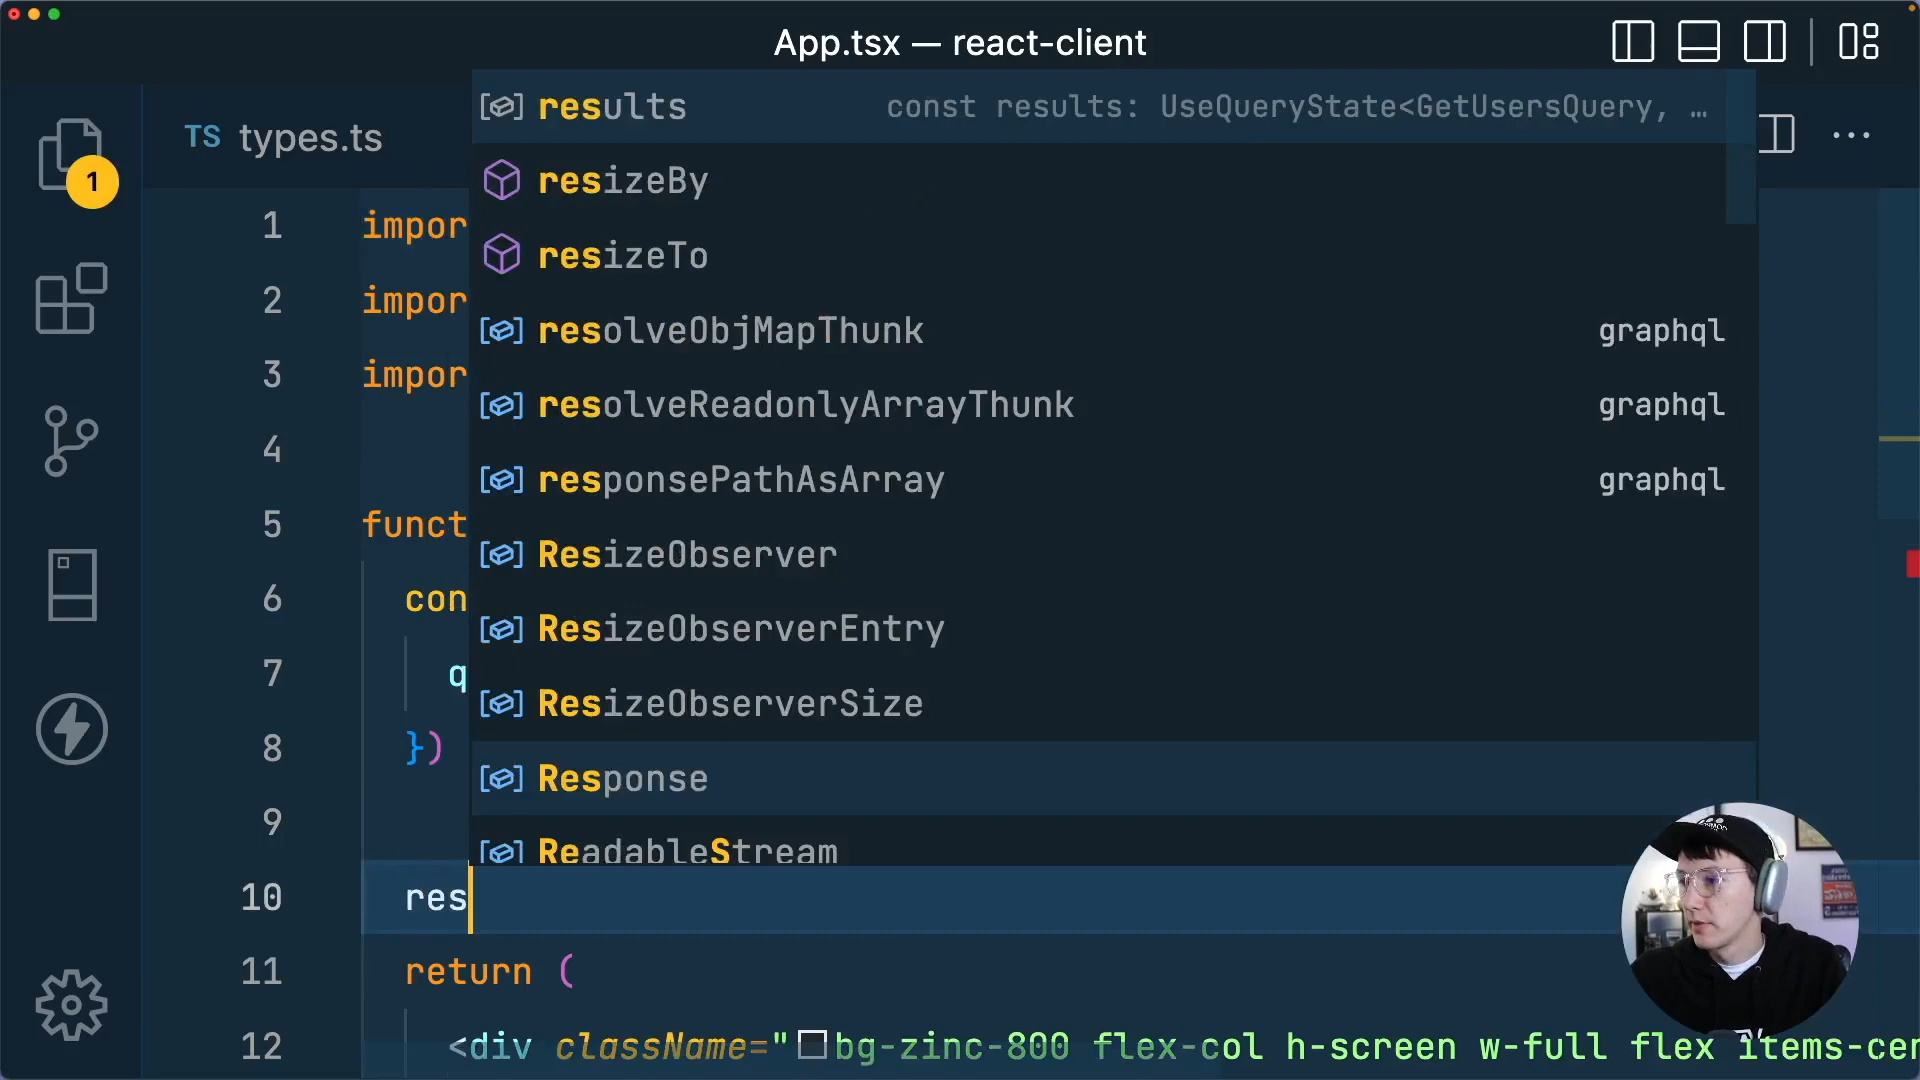 App.tsx — react-client
TS types.ts
1
results const results: UseQueryState<GetUsersQuery, …
resizeBy
resizeTo
resolveObjMapThunk graphql
resolveReadonlyArrayThunk graphql
responsePathAsArray graphql
ResizeObserver
ResizeObserverEntry
ResizeObserverSize
Response
ReadableStream
1 impor
2 impor
3 impor
4
5 funct
6 con
7 q
8 })
9
10 res
11 return (
12 <div className="bg-zinc-800 flex-col h-screen w-full flex items-cen